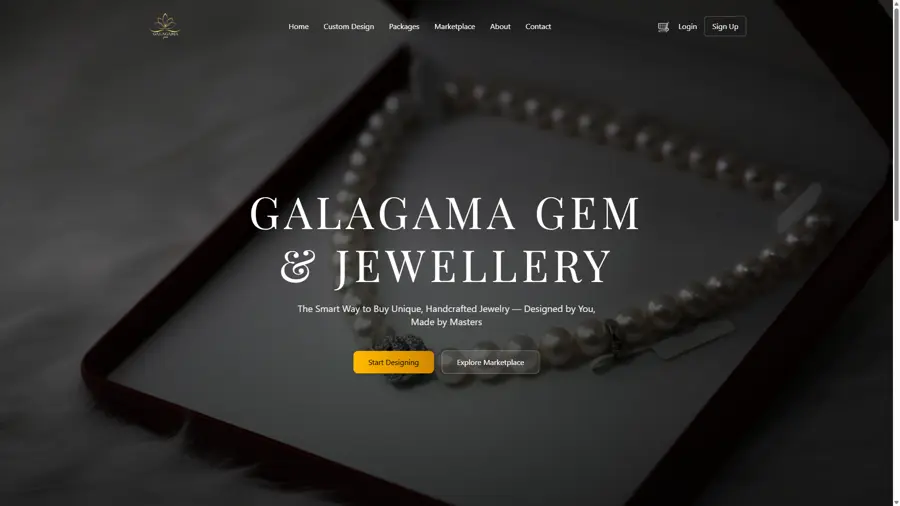 GALAGAMA
Home Custom Design Packages Marketplace About Contact
Login Sign Up
GALAGAMA GEM
& JEWELLERY
The Smart Way to Buy Unique, Handcrafted Jewelry — Designed by You,
Made by Masters
Start Designing Explore Marketplace